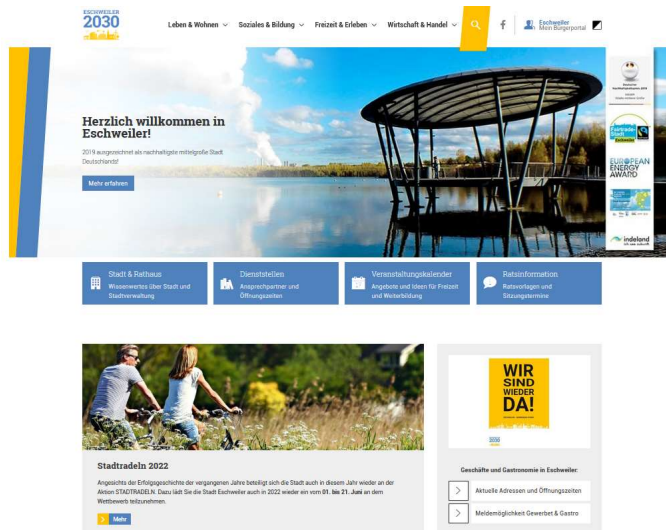 ESCHWEILER
2030
Leben & Wohnen
Soziales & Bildung
Freizeit & Erleben
Wirtschaft & Handel
Eschweiler
Mein Bürgerportal
Herzlich willkommen in
Eschweiler!
2019 ausgezeichnet als nachhaltigste mittelgroße Stadt
Deutschlands!
Mehr erfahren
Fairtrade-
Stadt
Eschweiler
EUROPEAN
ENERGY
AWARD
indeland
Stadt & Rathaus
Wissenwertes über Stadt und
Stadtverwaltung
Dienststellen
Ansprechpartner und
Öffnungszeiten
Veranstaltungskalender
Angebote und Ideen für Freizeit
und Weiterbildung
Ratsinformation
Ratsvorlagen und
Sitzungstermine
Stadtradeln 2022
Angesichts der Erfolgsgeschichte der vergangenen Jahre beteiligt sich die Stadt auch in diesem Jahr wieder an der
Aktion STADTRADELN. Dazu lädt Sie die Stadt Eschweiler auch in 2022 wieder ein vom 01. bis 21. Juni an dem
Wettbewerb teilzunehmen.
Mehr
WIR
SIND
WIEDER
DA!
2030
Geschäfte und Gastronomie in Eschweiler:
Aktuelle Adressen und Öffnungszeiten
Meldemöglichkeit Gewerbet & Gastro